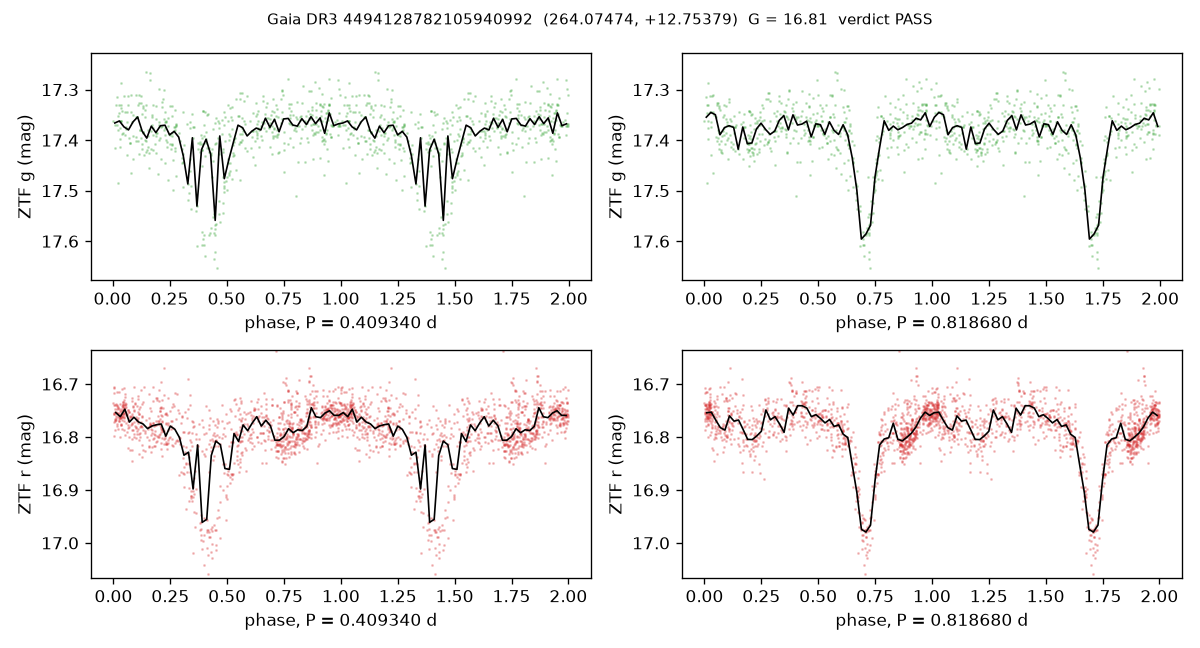 Gaia DR3 4494128782105940992 (264.07474, +12.75379) G = 16.81 verdict PASS
ZTF g (mag)
17.3
17.4
17.5
17.6
0.00 0.25 0.50 0.75 1.00 1.25 1.50 1.75 2.00
phase, P = 0.409340 d
ZTF g (mag)
17.3
17.4
17.5
17.6
0.00 0.25 0.50 0.75 1.00 1.25 1.50 1.75 2.00
phase, P = 0.818680 d
ZTF r (mag)
16.7
16.8
16.9
17.0
0.00 0.25 0.50 0.75 1.00 1.25 1.50 1.75 2.00
phase, P = 0.409340 d
ZTF r (mag)
16.7
16.8
16.9
17.0
0.00 0.25 0.50 0.75 1.00 1.25 1.50 1.75 2.00
phase, P = 0.818680 d